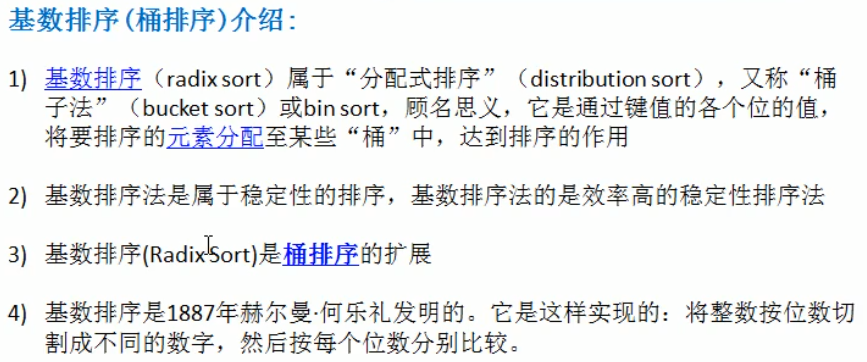 基数排序(桶排序)介绍:
1) 基数排序（radix sort）属于“分配式排序”（distribution sort），又称“桶
子法”（bucket sort）或bin sort，顾名思义，它是通过键值的各个位的值，
将要排序的元素分配至某些“桶”中，达到排序的作用
2) 基数排序法是属于稳定性的排序，基数排序法的是效率高的稳定性排序法
3) 基数排序(Radix Sort)是桶排序的扩展
4) 基数排序是1887年赫尔曼·何乐礼发明的。它是这样实现的：将整数按位数切
割成不同的数字，然后按每个位数分别比较。